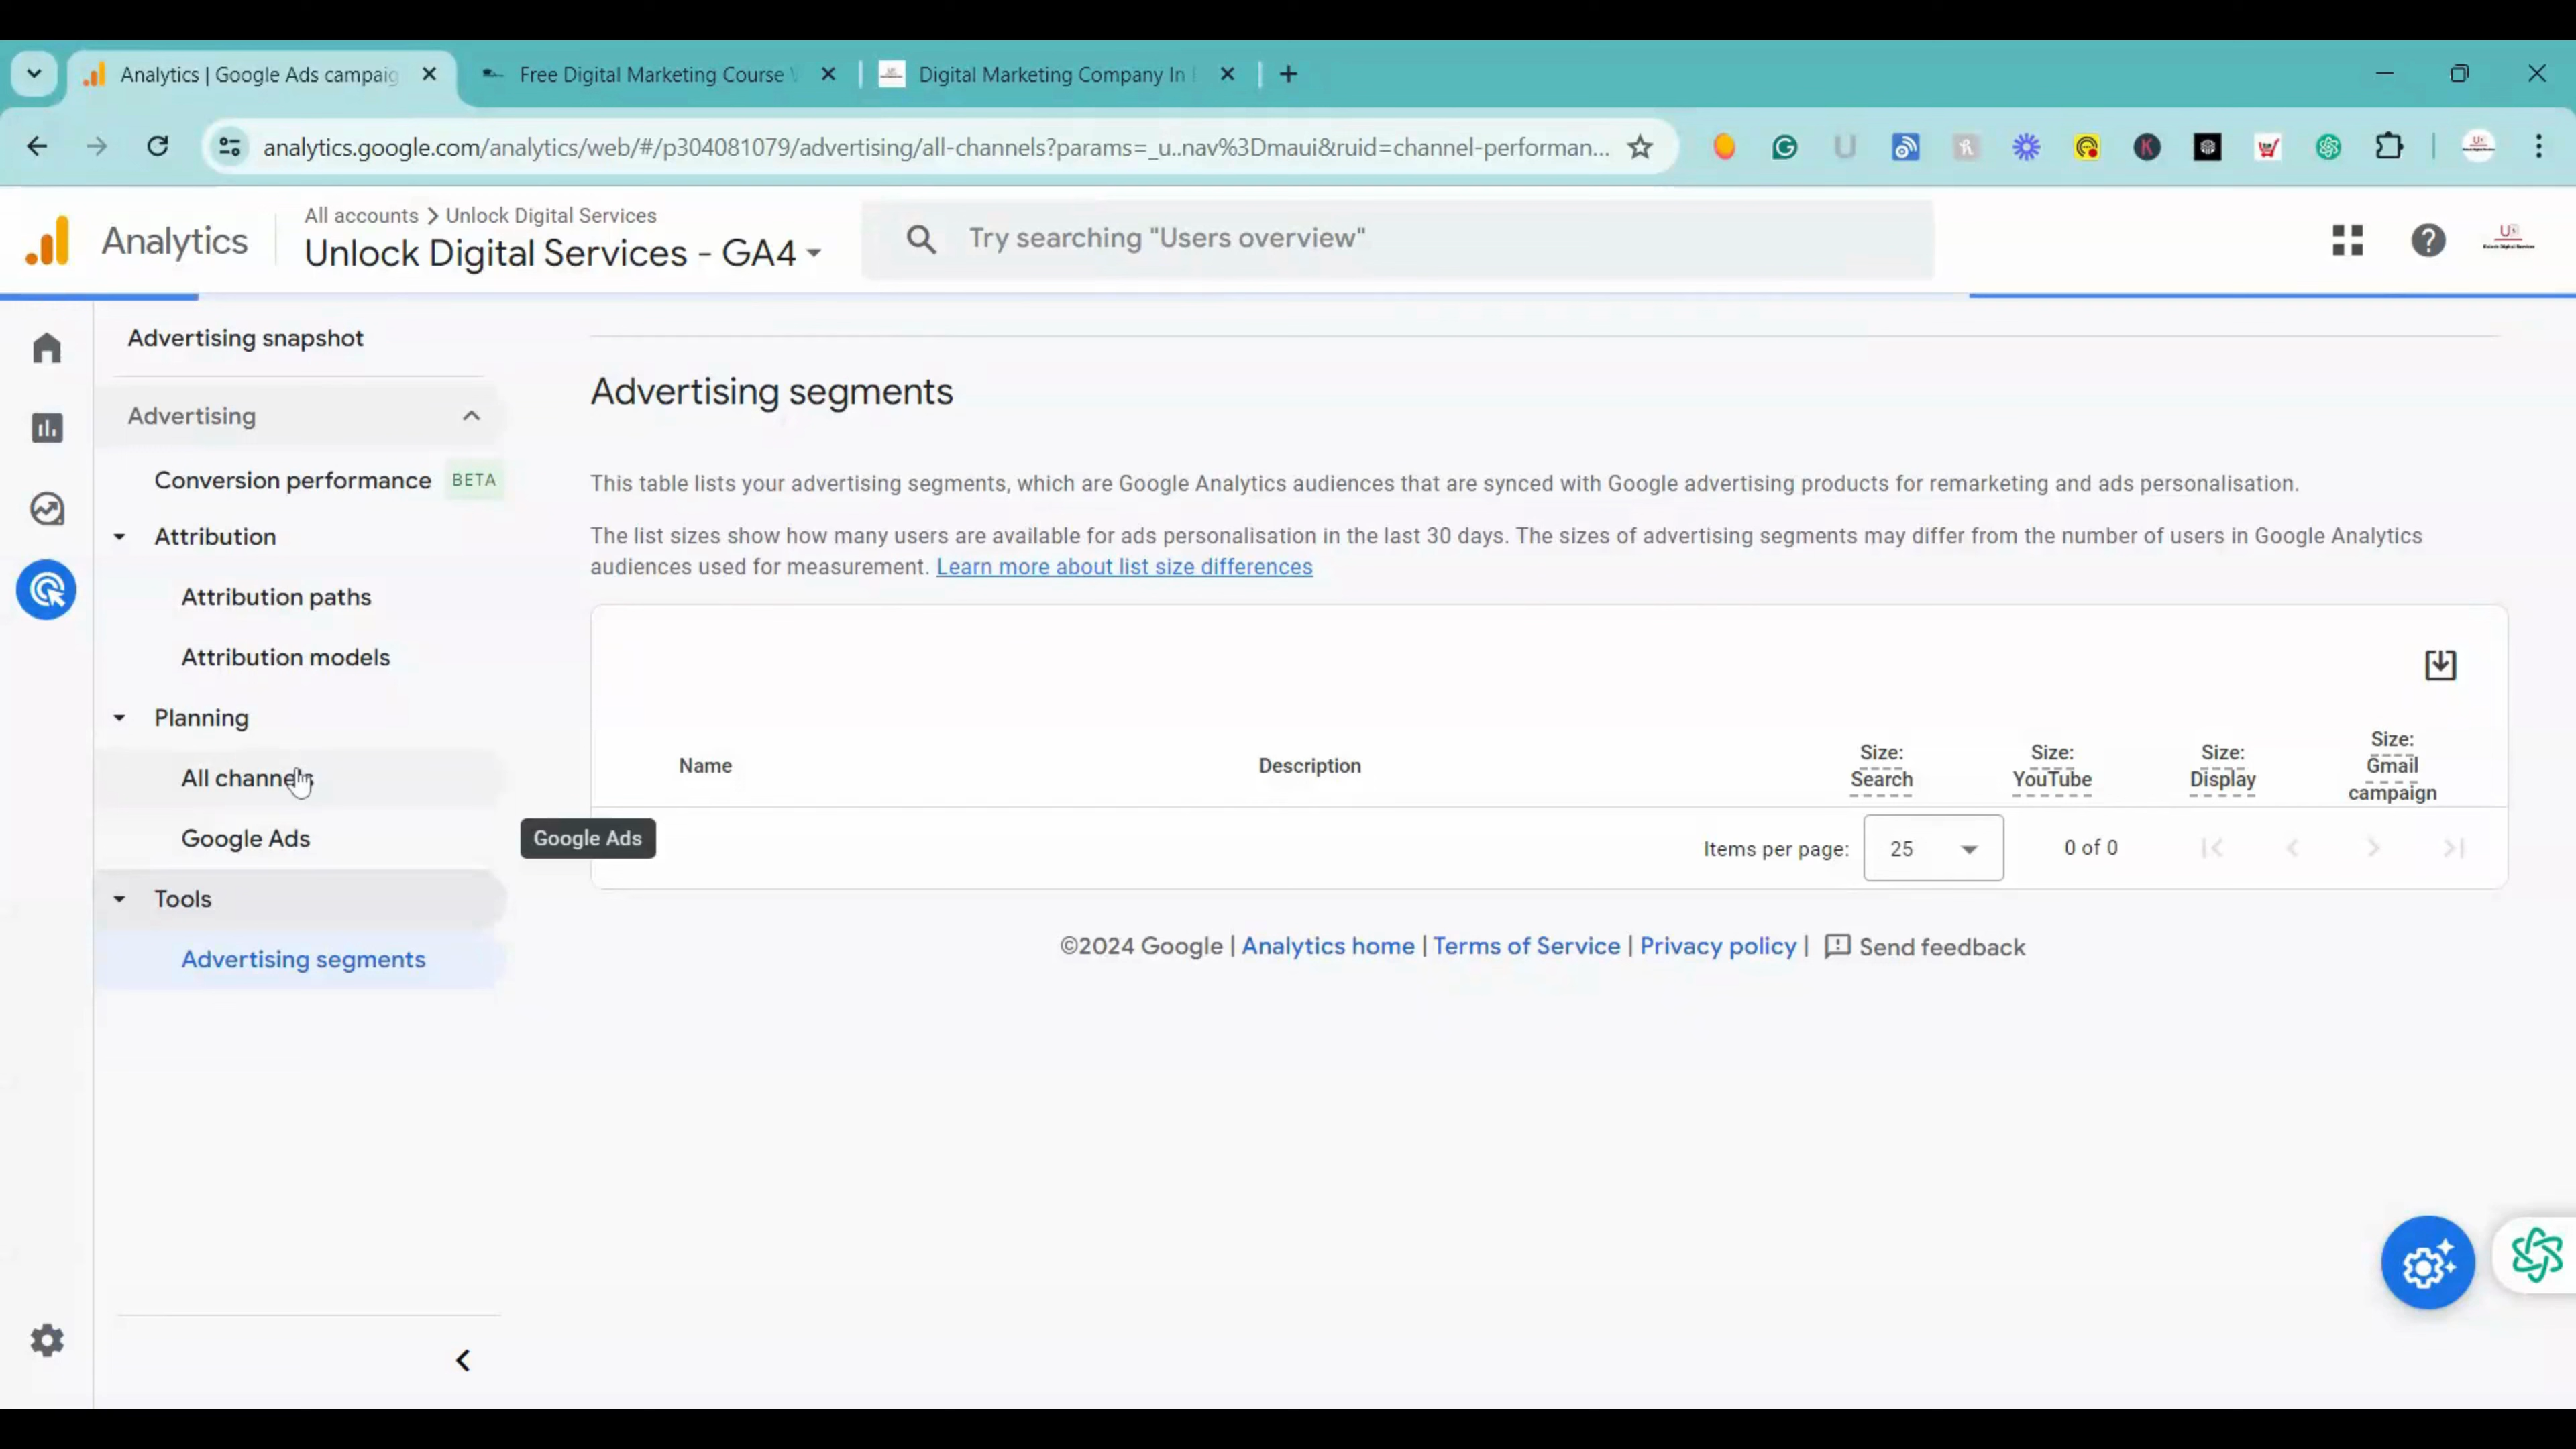 Analytics | Google Ads campaig
Free Digital Marketing Course
Digital Marketing Company In
analytics.google.com/analytics/web/#/p304081079/advertising/all-channels?params=_u..nav%3Dmaui&ruid=channel-performan...
Analytics
All accounts > Unlock Digital Services
Unlock Digital Services - GA4
Try searching "Users overview"
Advertising snapshot
Advertising
Conversion performance BETA
Attribution
Attribution paths
Attribution models
Planning
All channels
Google Ads
Google Ads
Tools
Advertising segments
Advertising segments
This table lists your advertising segments, which are Google Analytics audiences that are synced with Google advertising products for remarketing and ads personalisation.
The list sizes show how many users are available for ads personalisation in the last 30 days. The sizes of advertising segments may differ from the number of users in Google Analytics
audiences used for measurement. Learn more about list size differences
Name
Description
Size:
Search
Size:
YouTube
Size:
Display
Size:
Gmail
campaign
Items per page: 25
0 of 0
©2024 Google | Analytics home | Terms of Service | Privacy policy | Send feedback